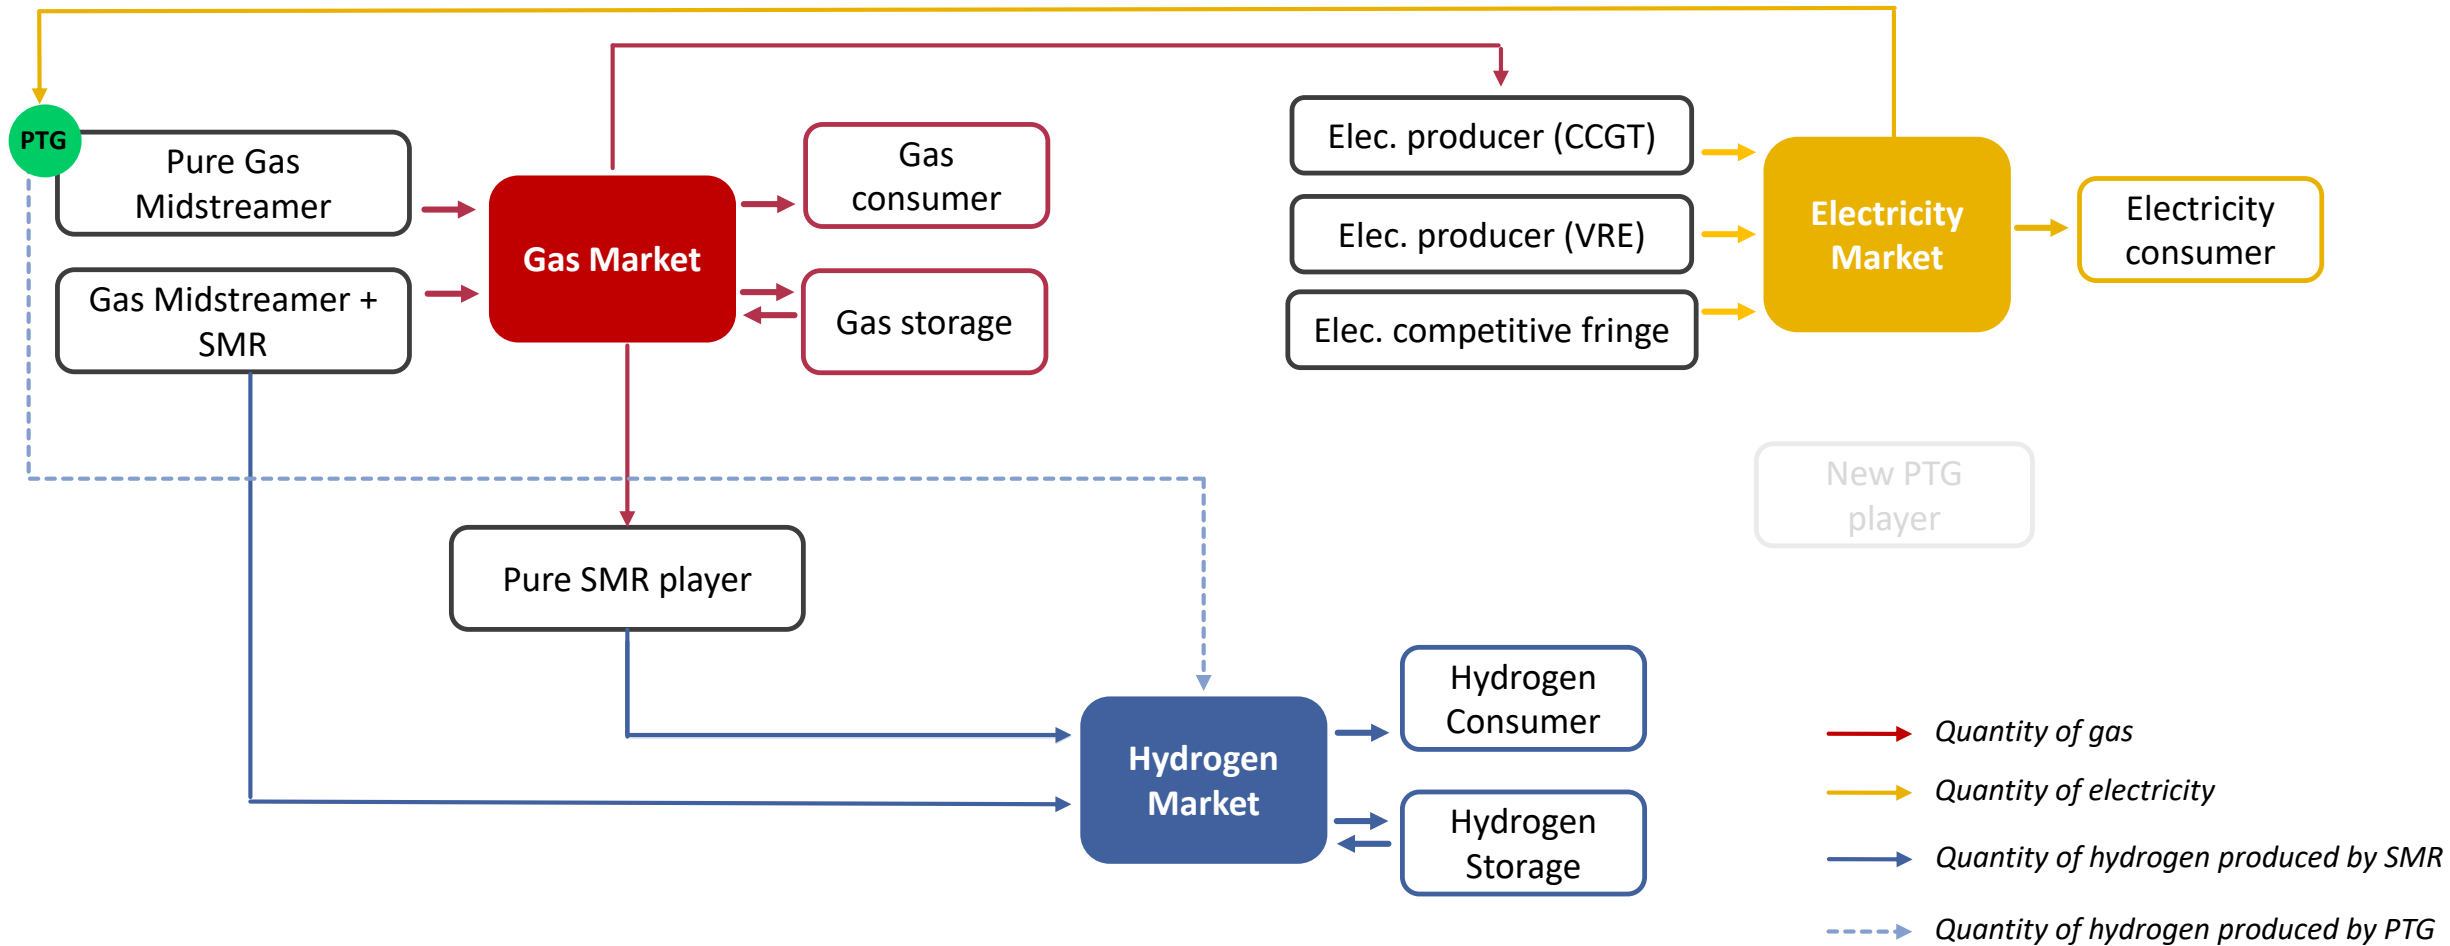 PTG
Pure Gas
Midstreamer
Gas Midstreamer +
SMR
Gas Market
Gas
consumer
Gas storage
Elec. producer (CCGT)
Elec. producer (VRE)
Elec. competitive fringe
Electricity
Market
Electricity
consumer
New PTG
player
Pure SMR player
Hydrogen
Market
Hydrogen
Consumer
Hydrogen
Storage
Quantity of gas
Quantity of electricity
Quantity of hydrogen produced by SMR
Quantity of hydrogen produced by PTG